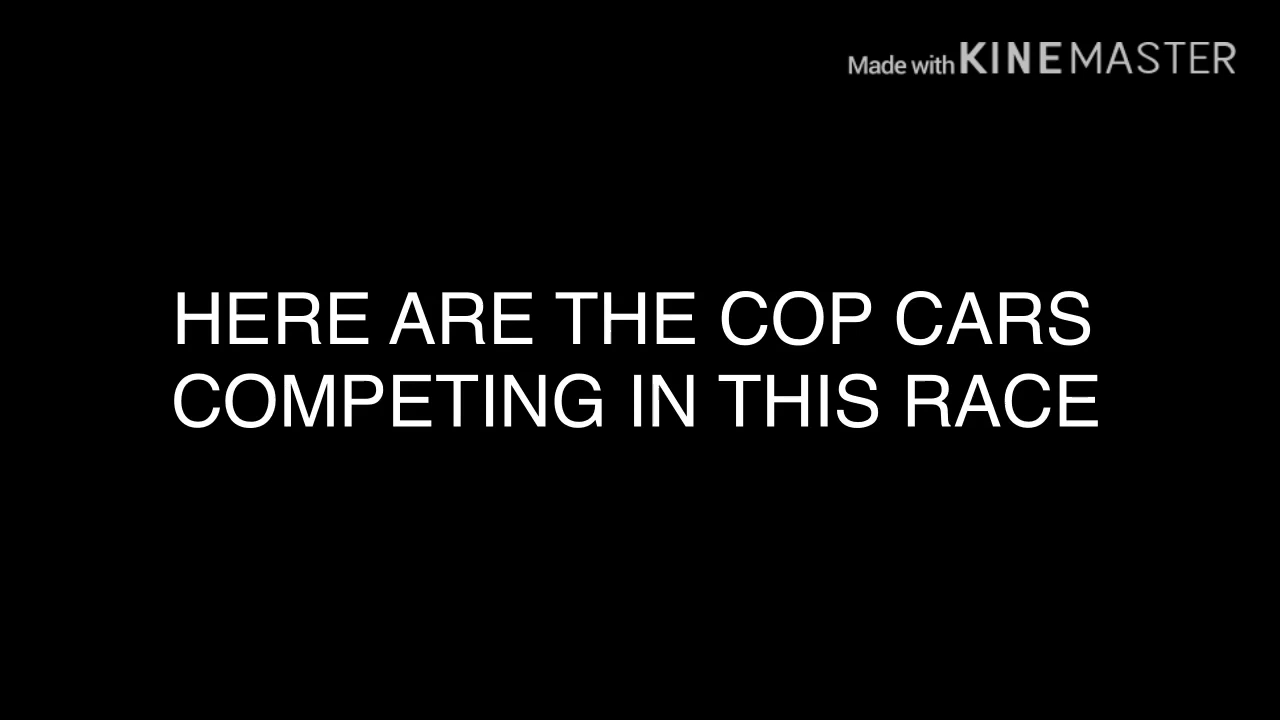 Made with KINEMASTER
HERE ARE THE COP CARS
COMPETING IN THIS RACE